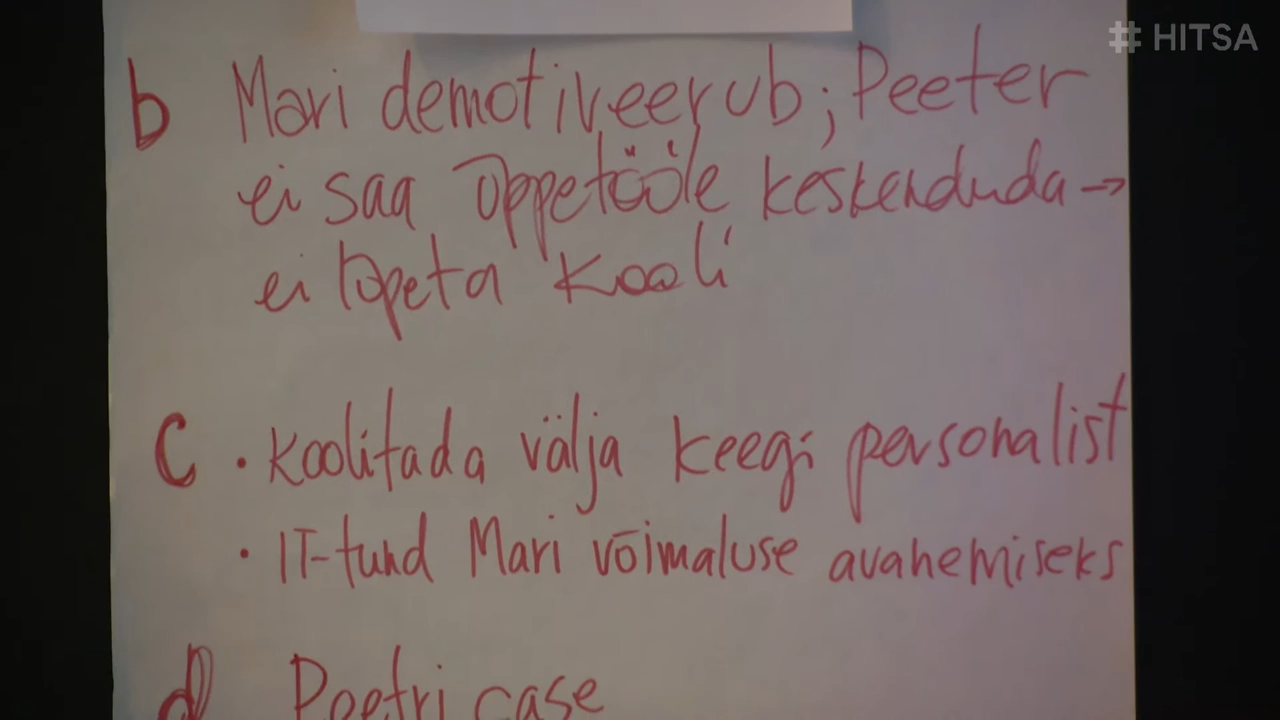 # HITSA
b Mari demotiveerub; Peeter
ei saa õppetööle keskenduda →
ei lõpeta kooli
c • koolitada välja keegi personalist
• IT-tund Mari võimaluse avanemiseks
d Peetri case